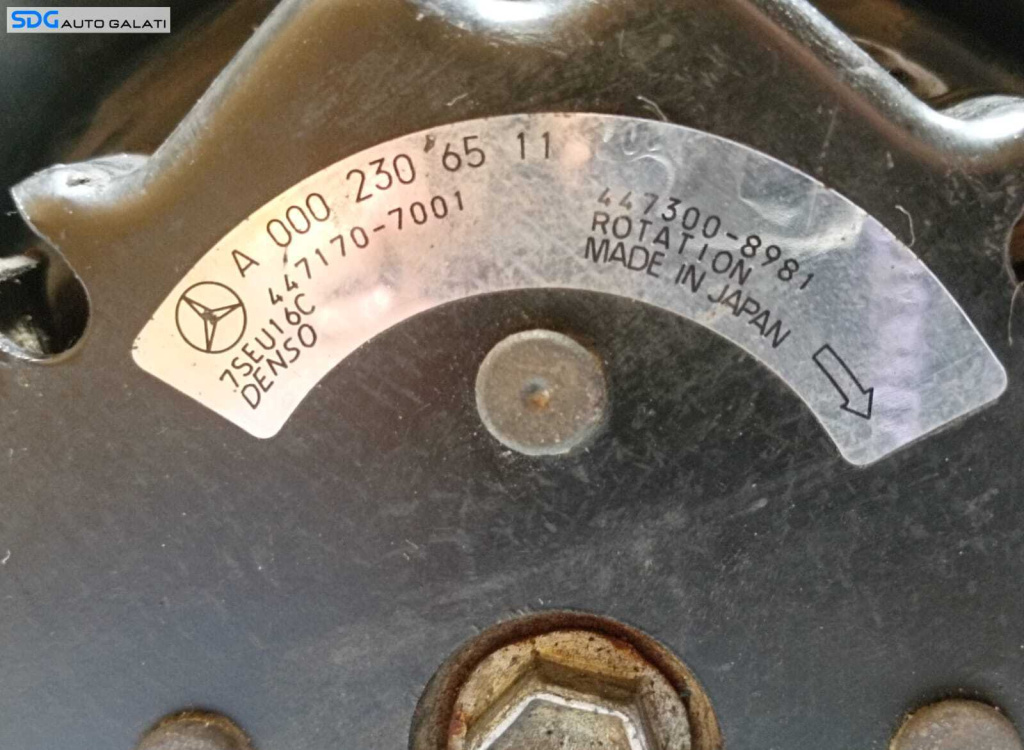 SDG AUTO GALATI
A 000 230 65 11
447170-7001
7SEU16C
DENSO
447300-8981
ROTATION
MADE IN JAPAN